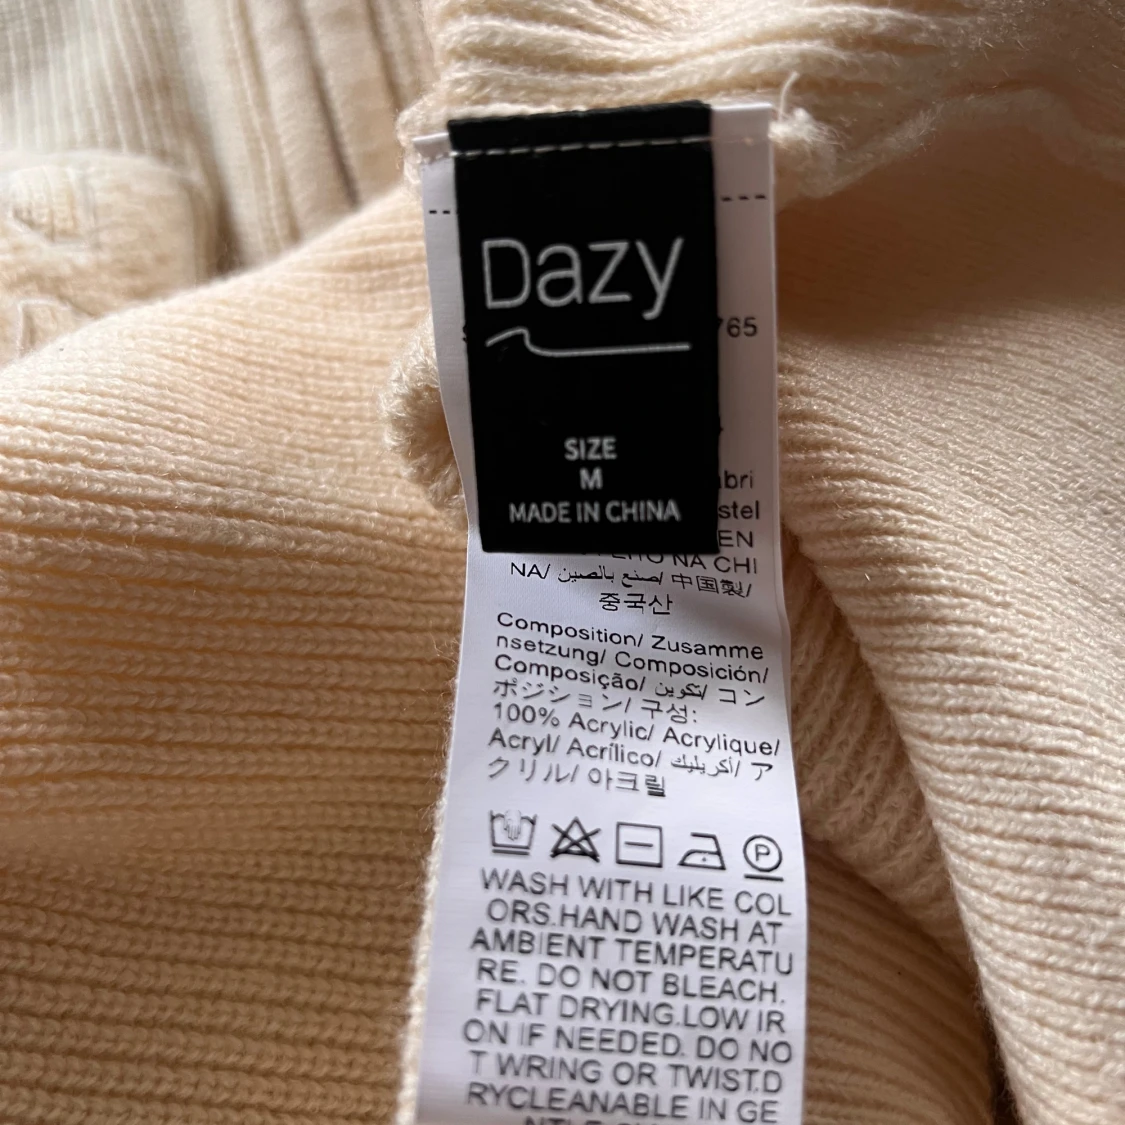 Dazy
SIZE
M
MADE IN CHINA
765
NA CHI
NA/ صنع بالصين/ 中国製/
중국산
Composition/ Zusamme
nsetzung/ Composición/
Composição/ تكوين/ コン
ポジション/ 구성:
100% Acrylic/ Acrylique/
Acryl/ Acrílico/ أكريليك/ ア
クリル/ 아크릴
P
WASH WITH LIKE COL
ORS.HAND WASH AT
AMBIENT TEMPERATU
RE. DO NOT BLEACH.
FLAT DRYING.LOW IR
ON IF NEEDED. DO NO
T WRING OR TWIST.D
RYCLEANABLE IN GE